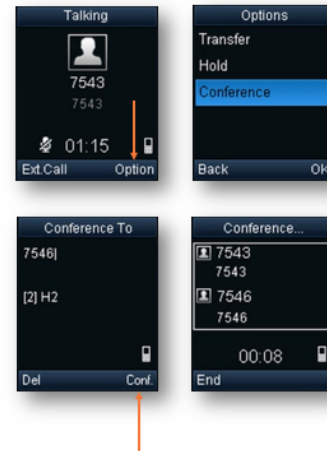 Talking
7543
7543
01:15
Ext.Call Option
Options
Transfer
Hold
Conference
Back OK
Conference To
7546
[2] H2
Del Conf.
Conference...
7543
7543
7546
7546
00:08
End